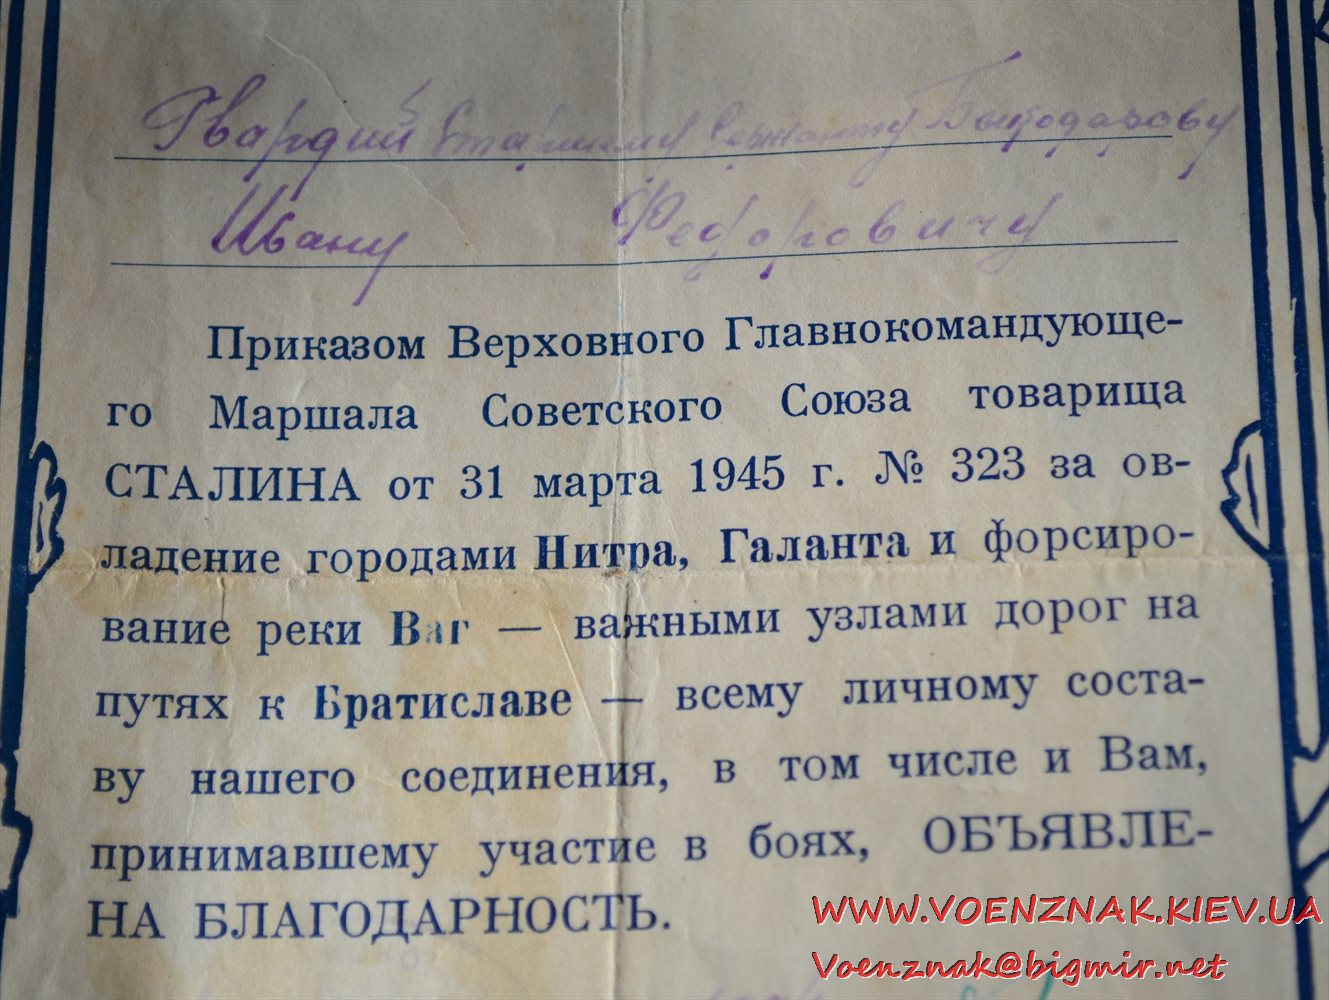 Гвардии Старшему Сержанту
Ивану Федоровичу
Приказом Верховного Главнокомандующе-
го Маршала Советского Союза товарища
СТАЛИНА от 31 марта 1945 г. № 323 за ов-
ладение городами Нитра, Галанта и форсиро-
вание реки Ваг — важными узлами дорог на
путях к Братиславе — всему личному соста-
ву нашего соединения, в том числе и Вам,
принимавшему участие в боях, ОБЪЯВЛЕ-
НА БЛАГОДАРНОСТЬ.
WWW.VOENZNAK.KIEV.UA
Voenznak@bigmir.net